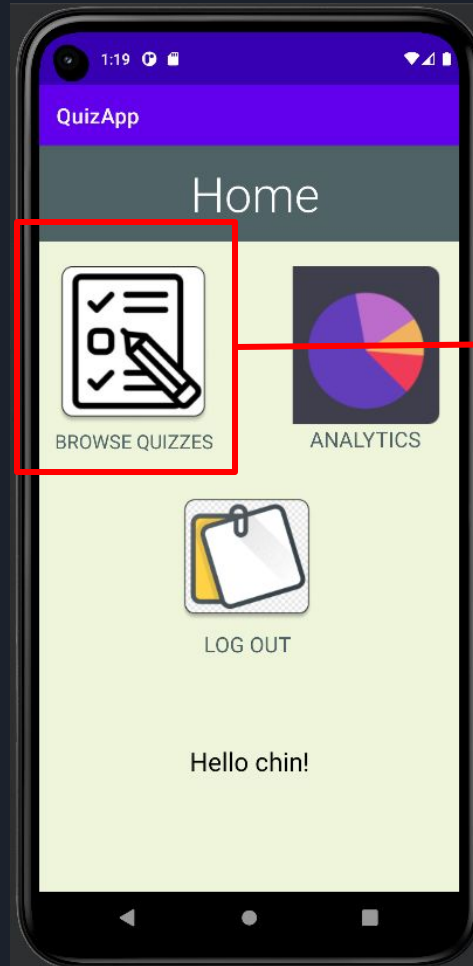 1:19
QuizApp
Home
BROWSE QUIZZES
ANALYTICS
LOG OUT
Hello chin!